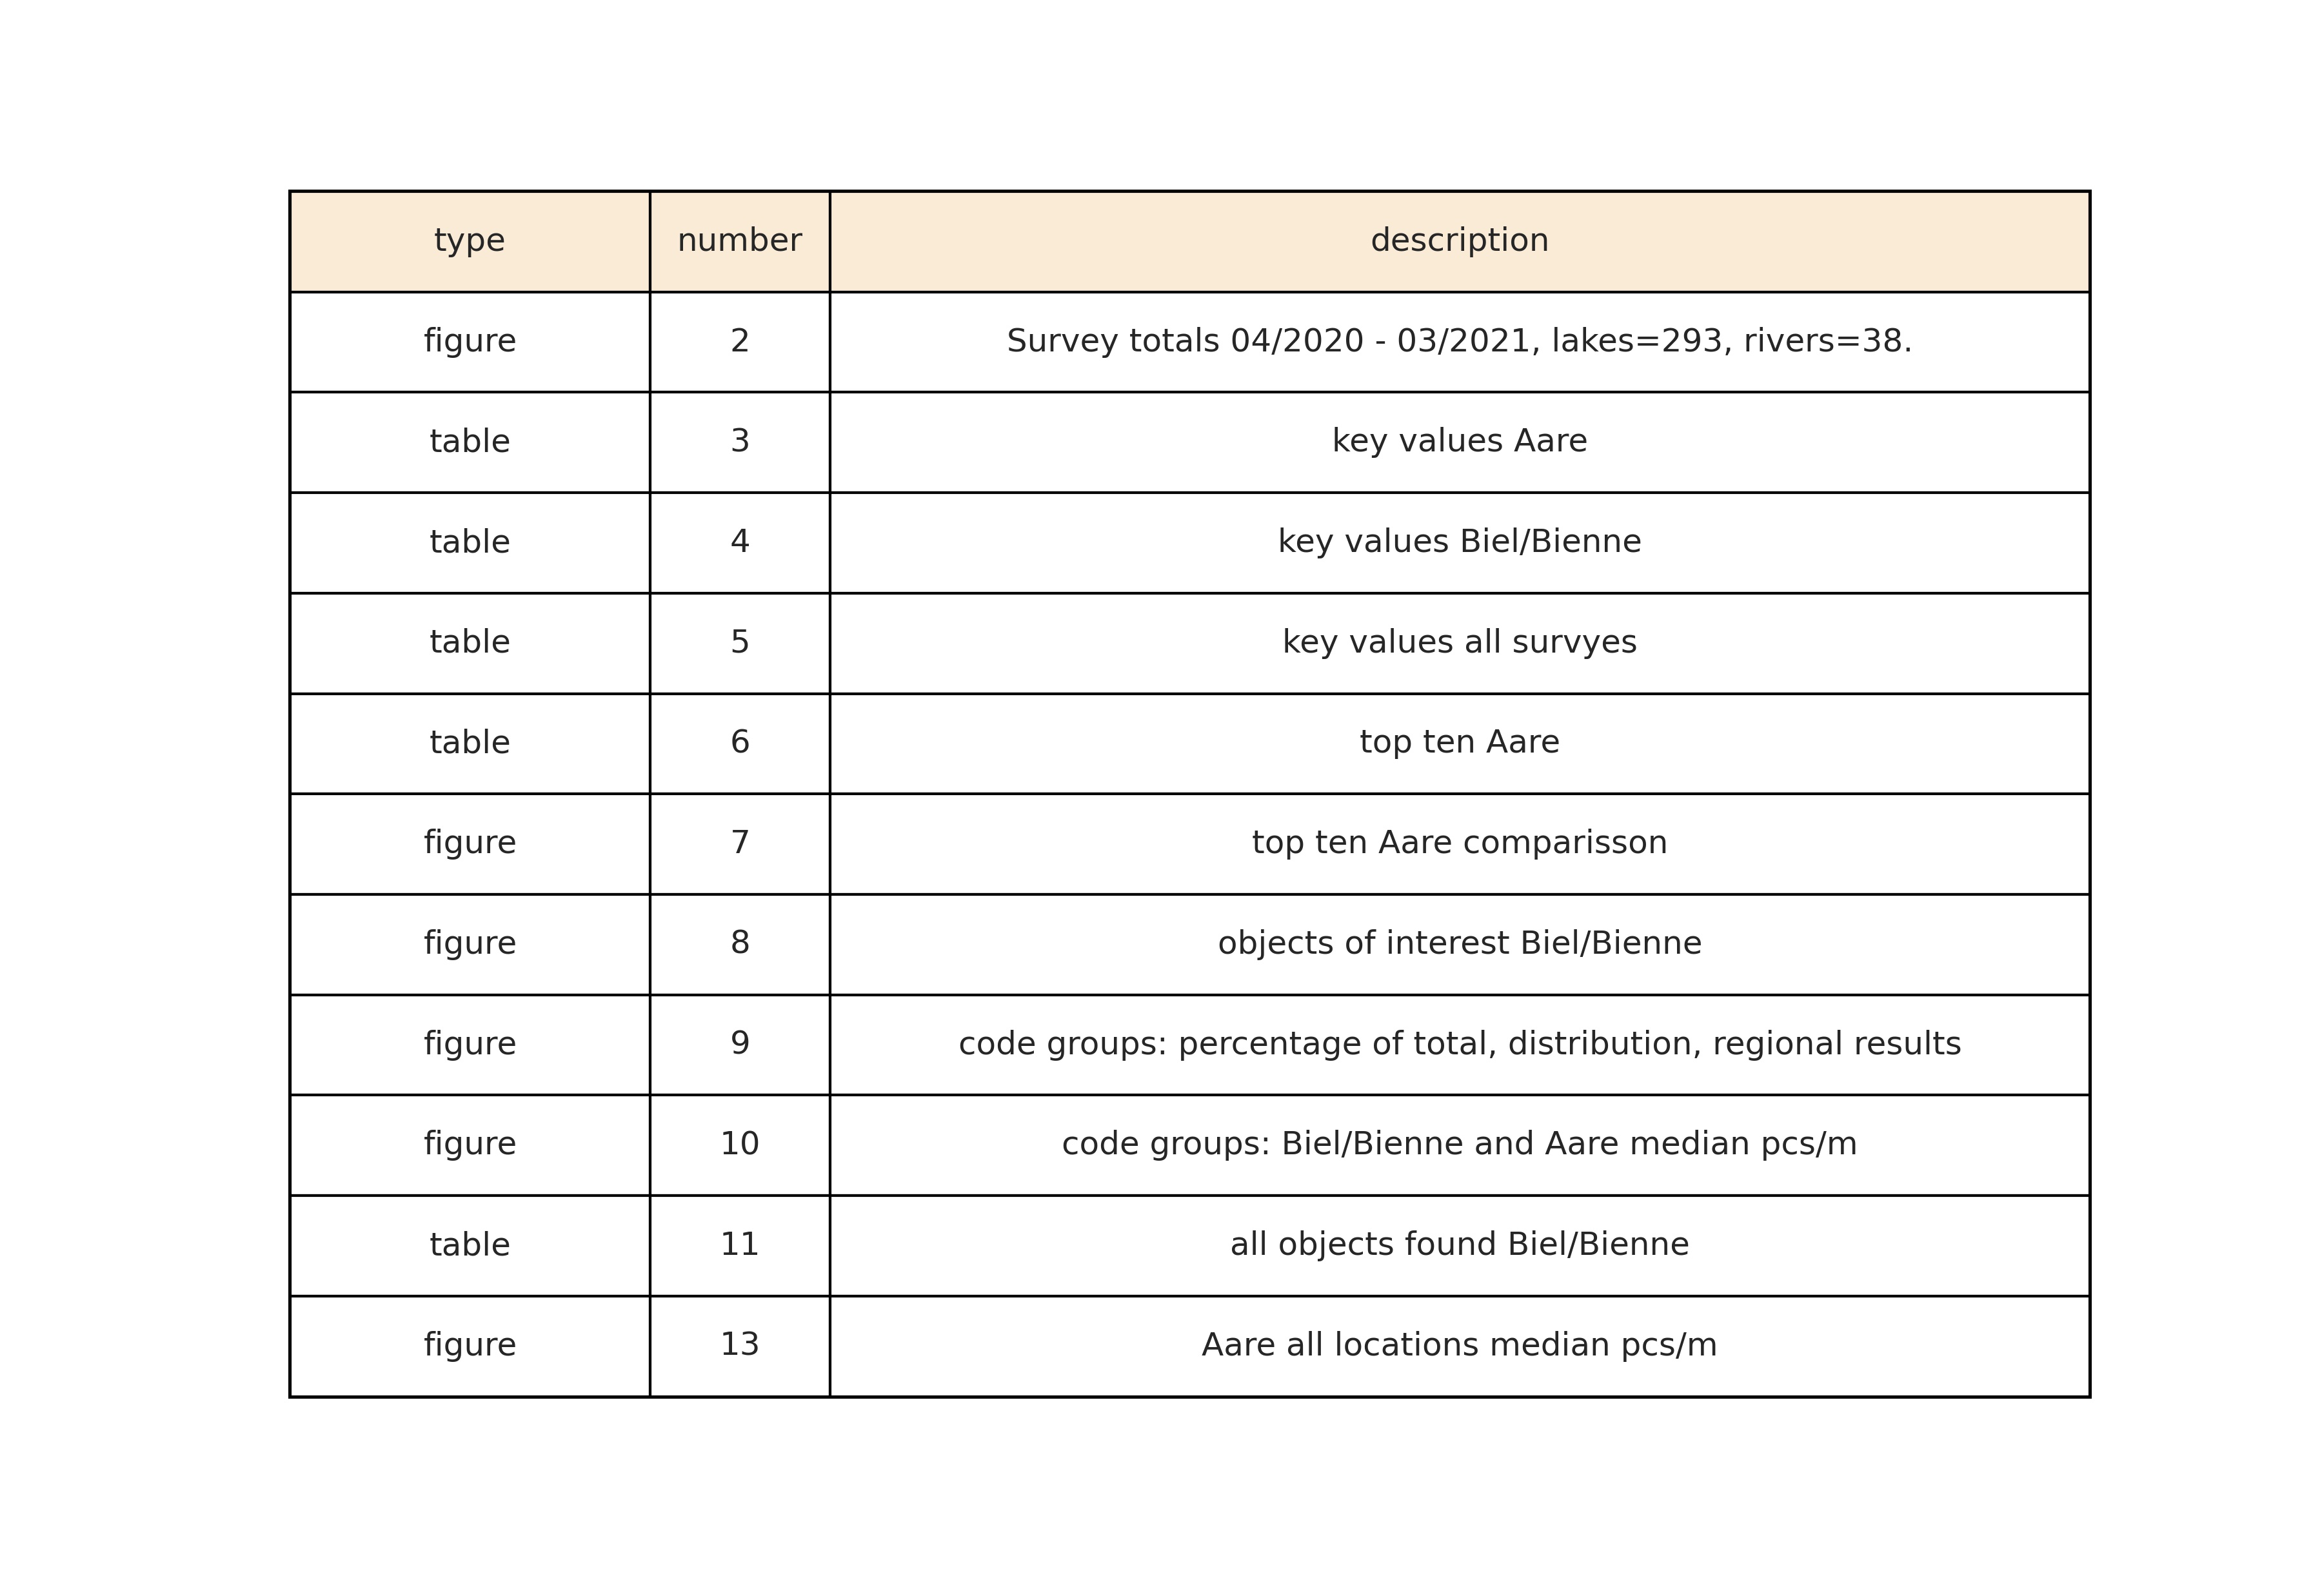 type number description
figure 2 Survey totals 04/2020 - 03/2021, lakes=293, rivers=38.
table 3 key values Aare
table 4 key values Biel/Bienne
table 5 key values all survyes
table 6 top ten Aare
figure 7 top ten Aare comparisson
figure 8 objects of interest Biel/Bienne
figure 9 code groups: percentage of total, distribution, regional results
figure 10 code groups: Biel/Bienne and Aare median pcs/m
table 11 all objects found Biel/Bienne
figure 13 Aare all locations median pcs/m